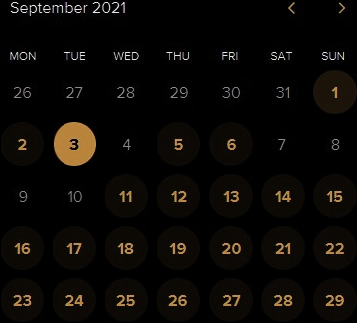 September 2021
MON TUE WED THU FRI SAT SUN
26 27 28 29 30 31 1
2 3 4 5 6 7 8
9 10 11 12 13 14 15
16 17 18 19 20 21 22
23 24 25 26 27 28 29